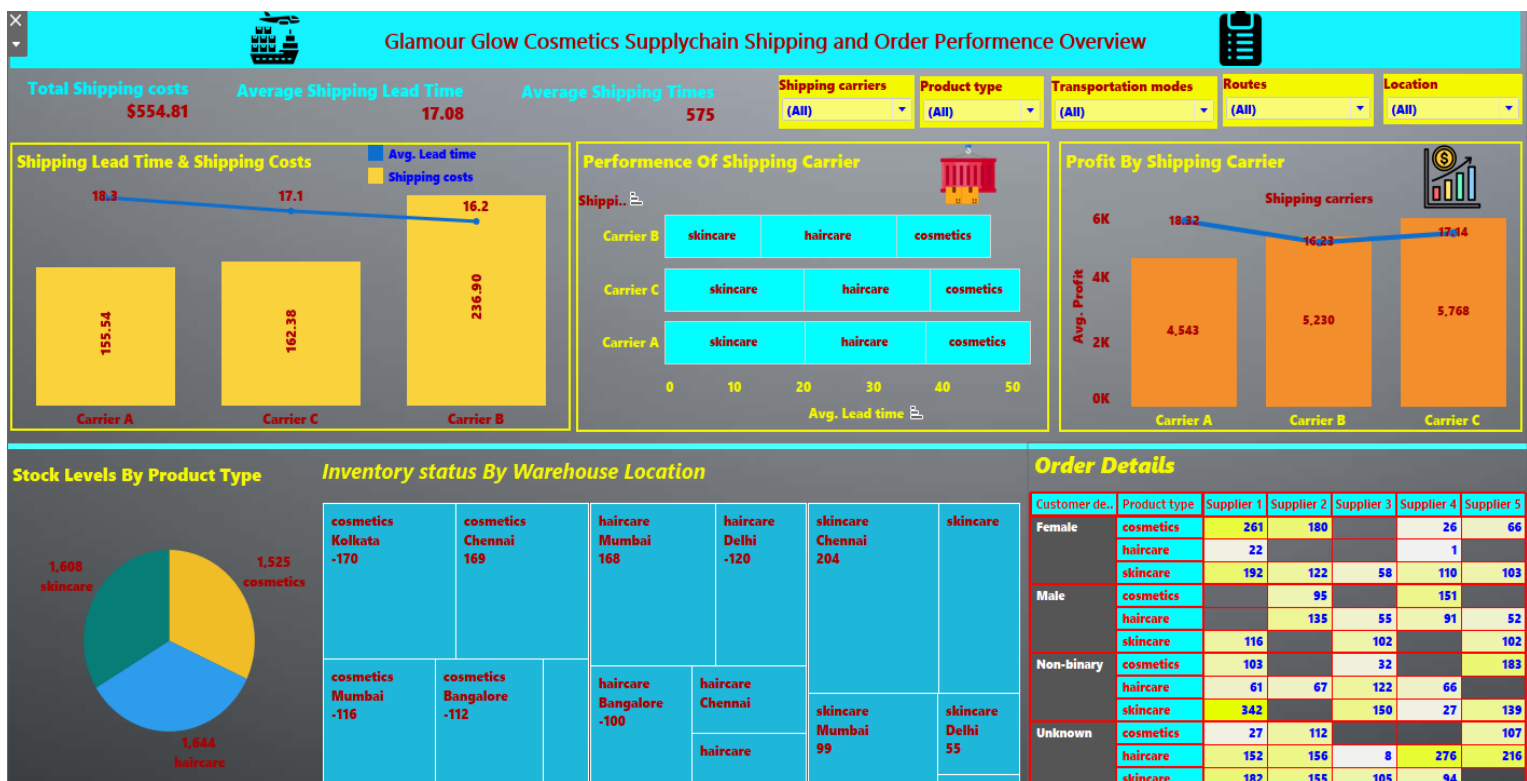 Glamour Glow Cosmetics Supplychain Shipping and Order Performence Overview
Total Shipping costs
$554.81
Average Shipping Lead Time
17.08
Average Shipping Times
575
Shipping carriers
(All)
Product type
(All)
Transportation modes
(All)
Routes
(All)
Location
(All)
Shipping Lead Time & Shipping Costs
Avg. Lead time
Shipping costs
18.3
17.1
16.2
155.54
162.38
236.90
Carrier A
Carrier C
Carrier B
Performence Of Shipping Carrier
Shippi..
Carrier B
skincare
haircare
cosmetics
Carrier C
skincare
haircare
cosmetics
Carrier A
skincare
haircare
cosmetics
0 10 20 30 40 50
Avg. Lead time
Profit By Shipping Carrier
Shipping carriers
6K
4K
2K
0K
Avg. Profit
18.32
16.23
17.14
4,543
5,230
5,768
Carrier A
Carrier B
Carrier C
Stock Levels By Product Type
1,608
skincare
1,525
cosmetics
1,644
haircare
Inventory status By Warehouse Location
cosmetics
Kolkata
-170
cosmetics
Chennai
169
cosmetics
Mumbai
-116
cosmetics
Bangalore
-112
haircare
Mumbai
168
haircare
Delhi
-120
haircare
Bangalore
-100
haircare
Chennai
haircare
skincare
Chennai
204
skincare
skincare
Mumbai
99
skincare
Delhi
55
Order Details
Customer de.. Product type Supplier 1 Supplier 2 Supplier 3 Supplier 4 Supplier 5
Female cosmetics 261 180 26 66
haircare 22 1
skincare 192 122 58 110 103
Male cosmetics 95 151
haircare 135 55 91 52
skincare 116 102 102
Non-binary cosmetics 103 32 183
haircare 61 67 122 66
skincare 342 150 27 139
Unknown cosmetics 27 112 107
haircare 152 156 8 276 216
skincare 182 155 105 94